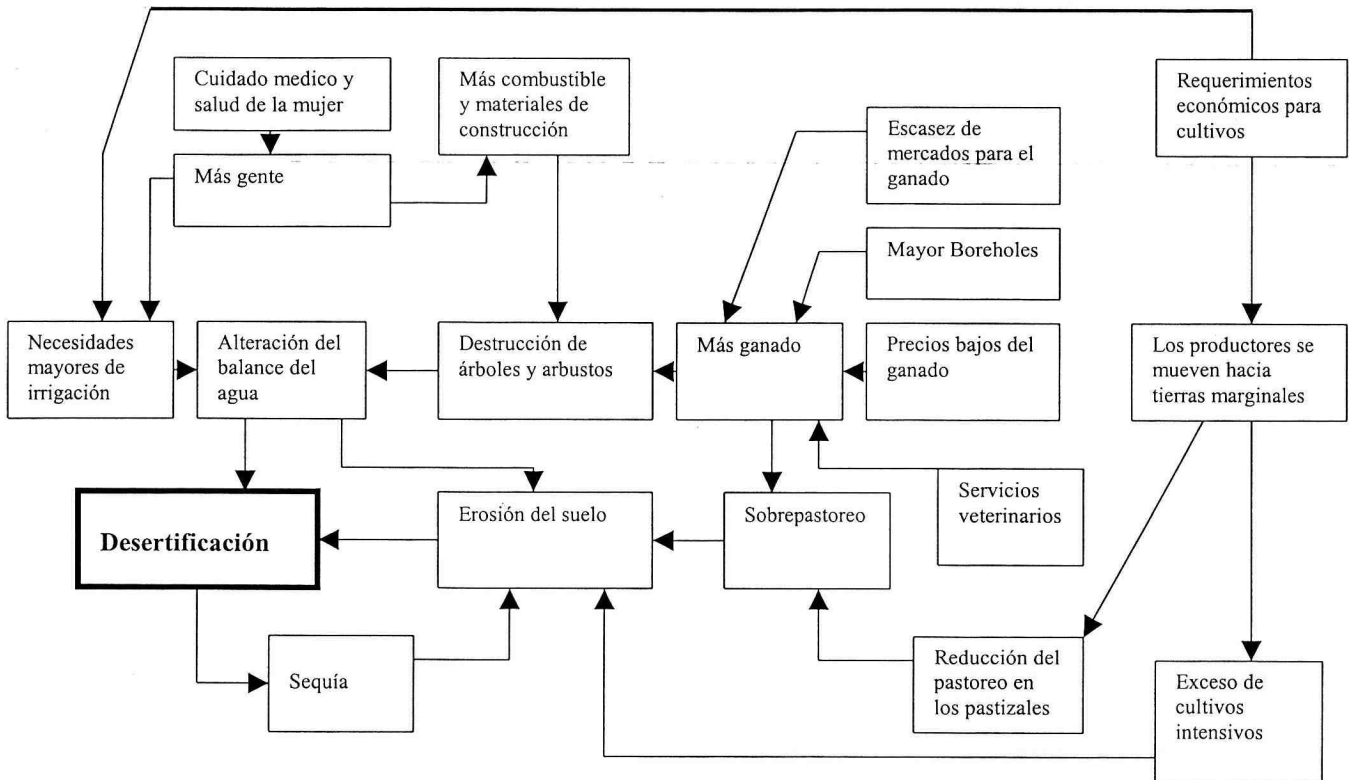 Cuidado medico y
salud de la mujer
Más combustible
y materiales de
construcción
Requerimientos
económicos para
cultivos
Escasez de
mercados para el
ganado
Más gente
Mayor Boreholes
Necesidades
mayores de
irrigación
Alteración del
balance del
agua
Destrucción de
árboles y arbustos
Más ganado
Precios bajos del
ganado
Los productores se
mueven hacia
tierras marginales
Desertificación
Erosión del suelo
Sobrepastoreo
Servicios
veterinarios
Sequía
Reducción del
pastoreo en
los pastizales
Exceso de
cultivos
intensivos